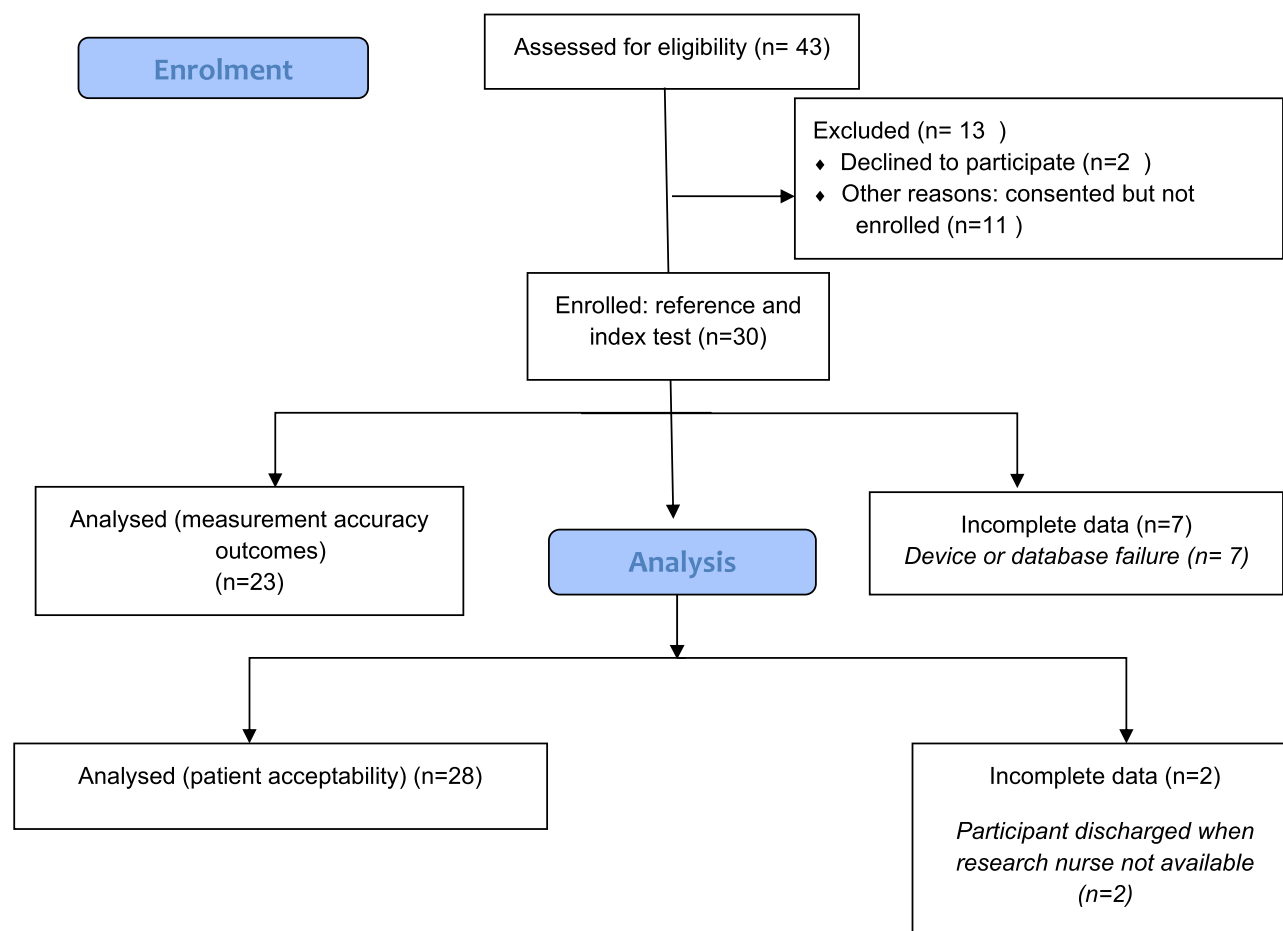 Enrolment
Assessed for eligibility (n= 43)
Excluded (n= 13  )
♦ Declined to participate (n=2  )
♦ Other reasons: consented but not
enrolled (n=11 )
Enrolled: reference and
index test (n=30)
Analysed (measurement accuracy
outcomes)
(n=23)
Analysis
Incomplete data (n=7)
Device or database failure (n= 7)
Analysed (patient acceptability) (n=28)
Incomplete data (n=2)
Participant discharged when
research nurse not available
(n=2)